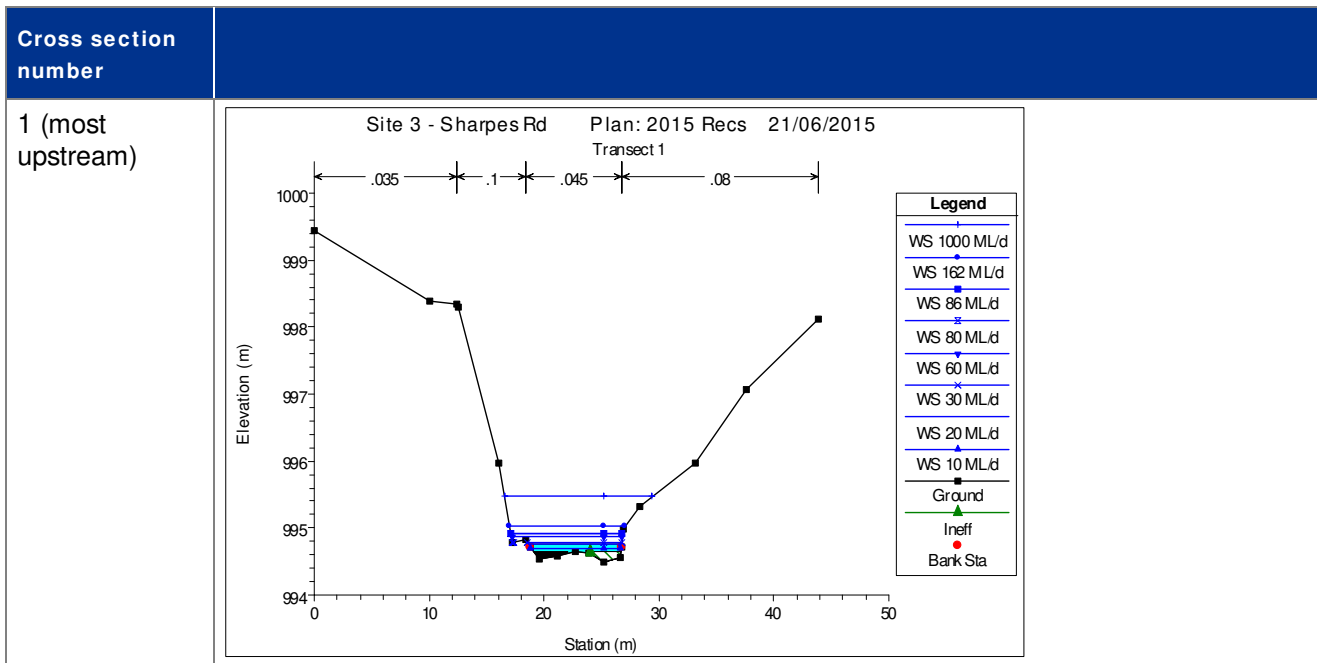 Cross section
number
1 (most
upstream)
Site 3 - Sharpes Rd Plan: 2015 Recs 21/06/2015
Transect 1
.035 .1 .045 .08
1000
999
998
997
996
995
994
Elevation (m)
0 10 20 30 40 50
Station (m)
Legend
WS 1000 ML/d
WS 162 ML/d
WS 86 ML/d
WS 80 ML/d
WS 60 ML/d
WS 30 ML/d
WS 20 ML/d
WS 10 ML/d
Ground
Ineff
Bank Sta